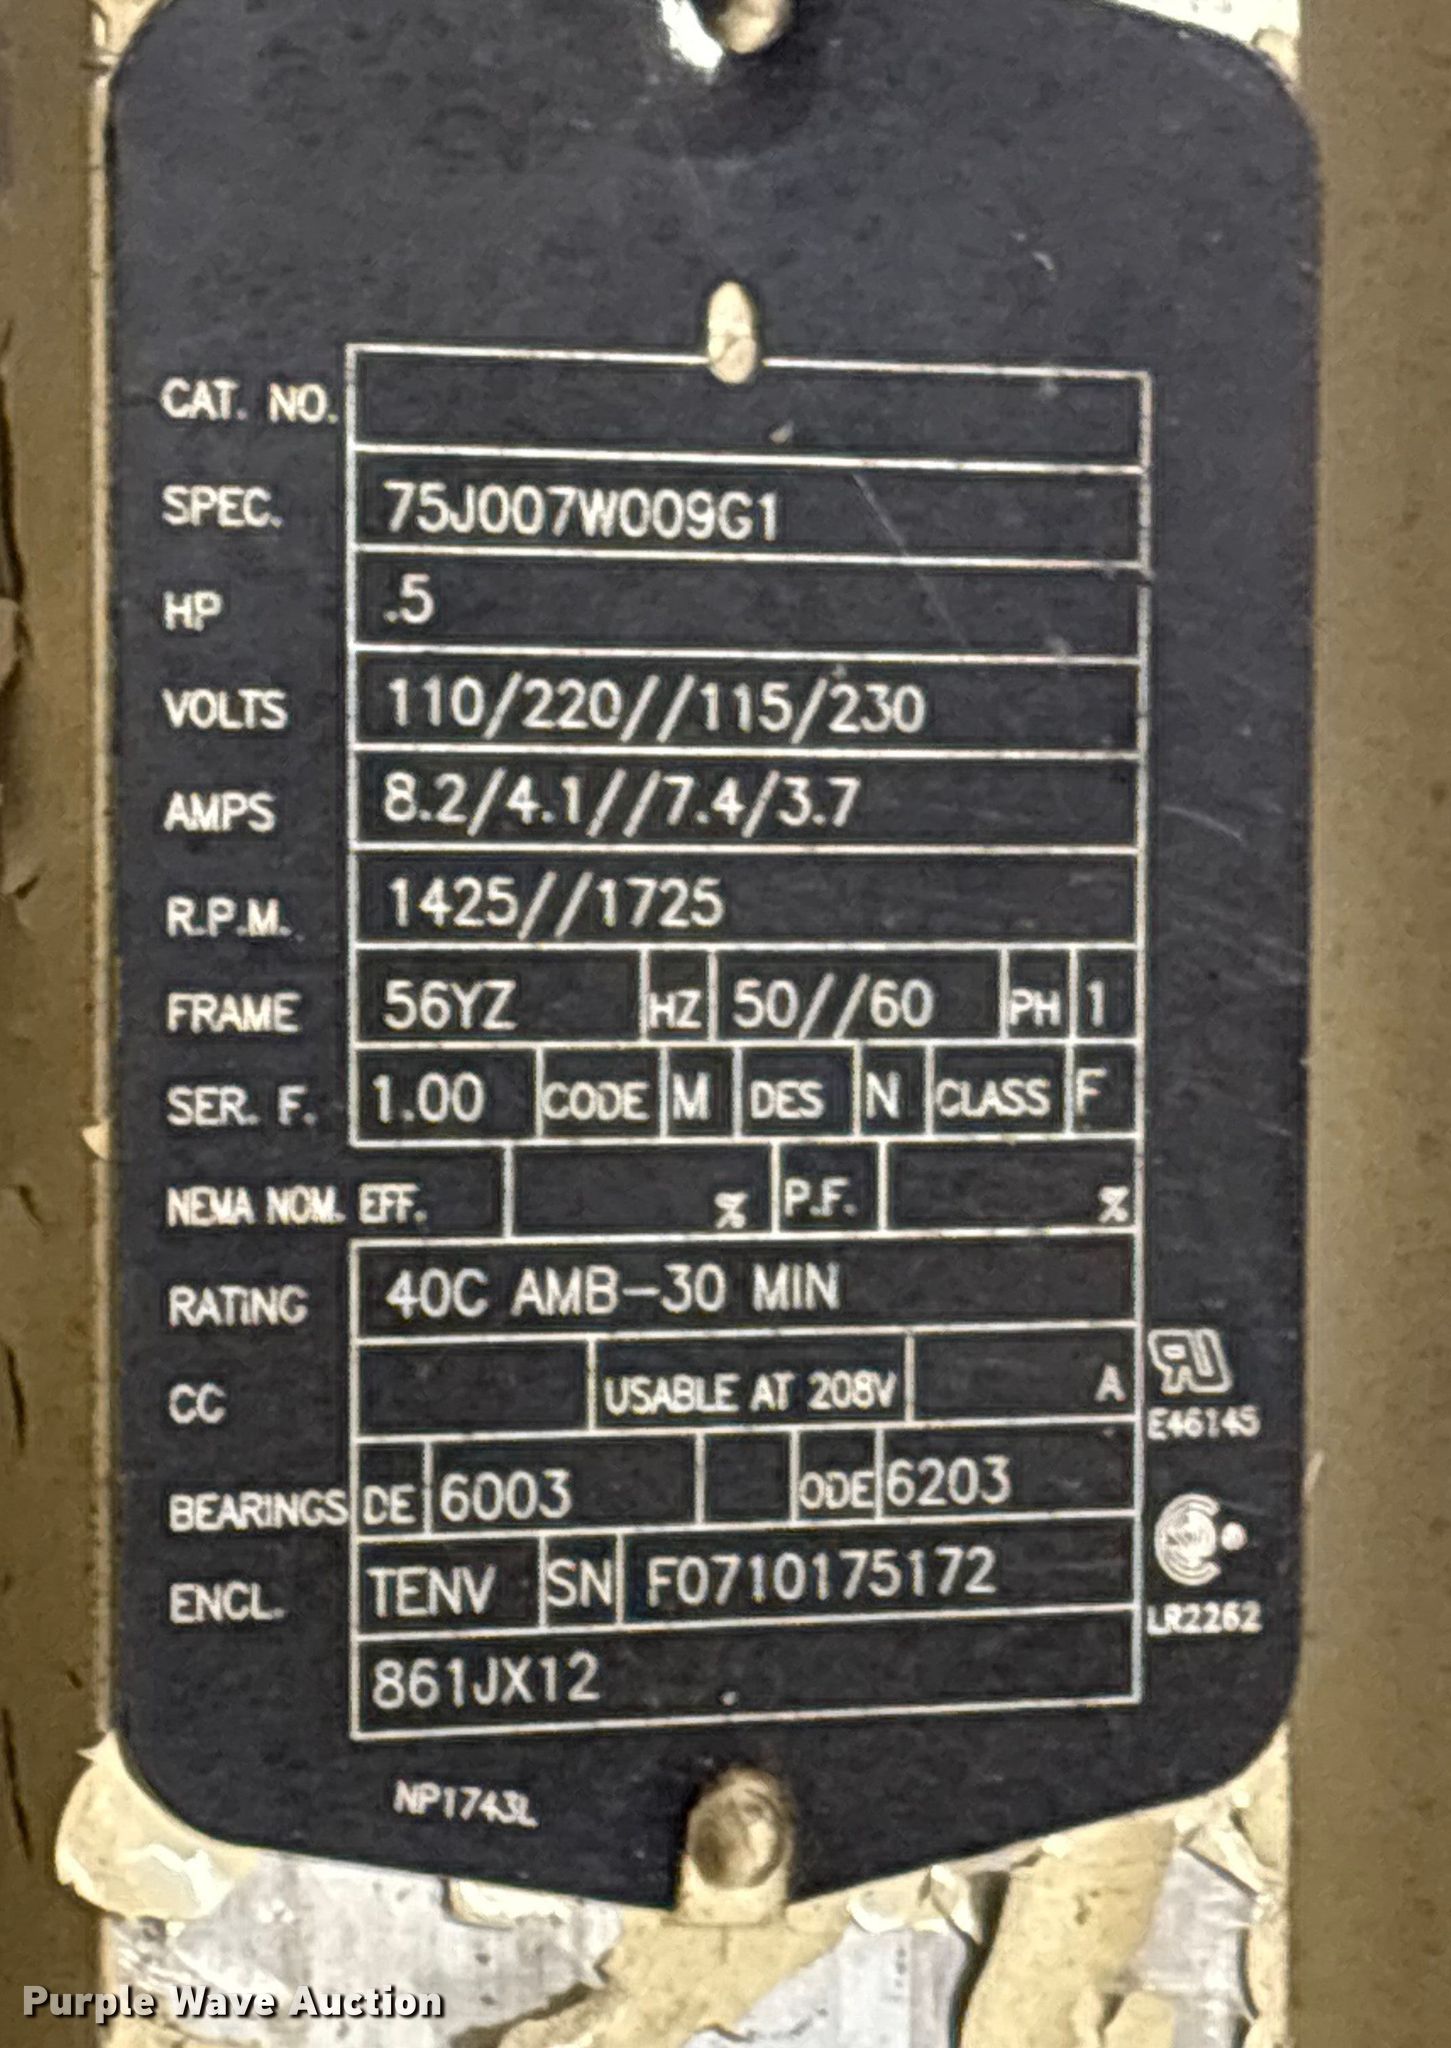 CAT. NO.
SPEC. 75J007W009G1
HP .5
VOLTS 110/220//115/230
AMPS 8.2/4.1//7.4/3.7
R.P.M. 1425//1725
FRAME 56YZ HZ 50//60 PH 1
SER. F. 1.00 CODE M DES N CLASS F
NEMA NOM. EFF. % P.F. %
RATING 40C AMB-30 MIN
CC USABLE AT 208V A
E46145
BEARINGS DE 6003 ODE 6203
ENCL. TENV SN F0710175172
LR2262
861JX12
NP1743L
Purple Wave Auction